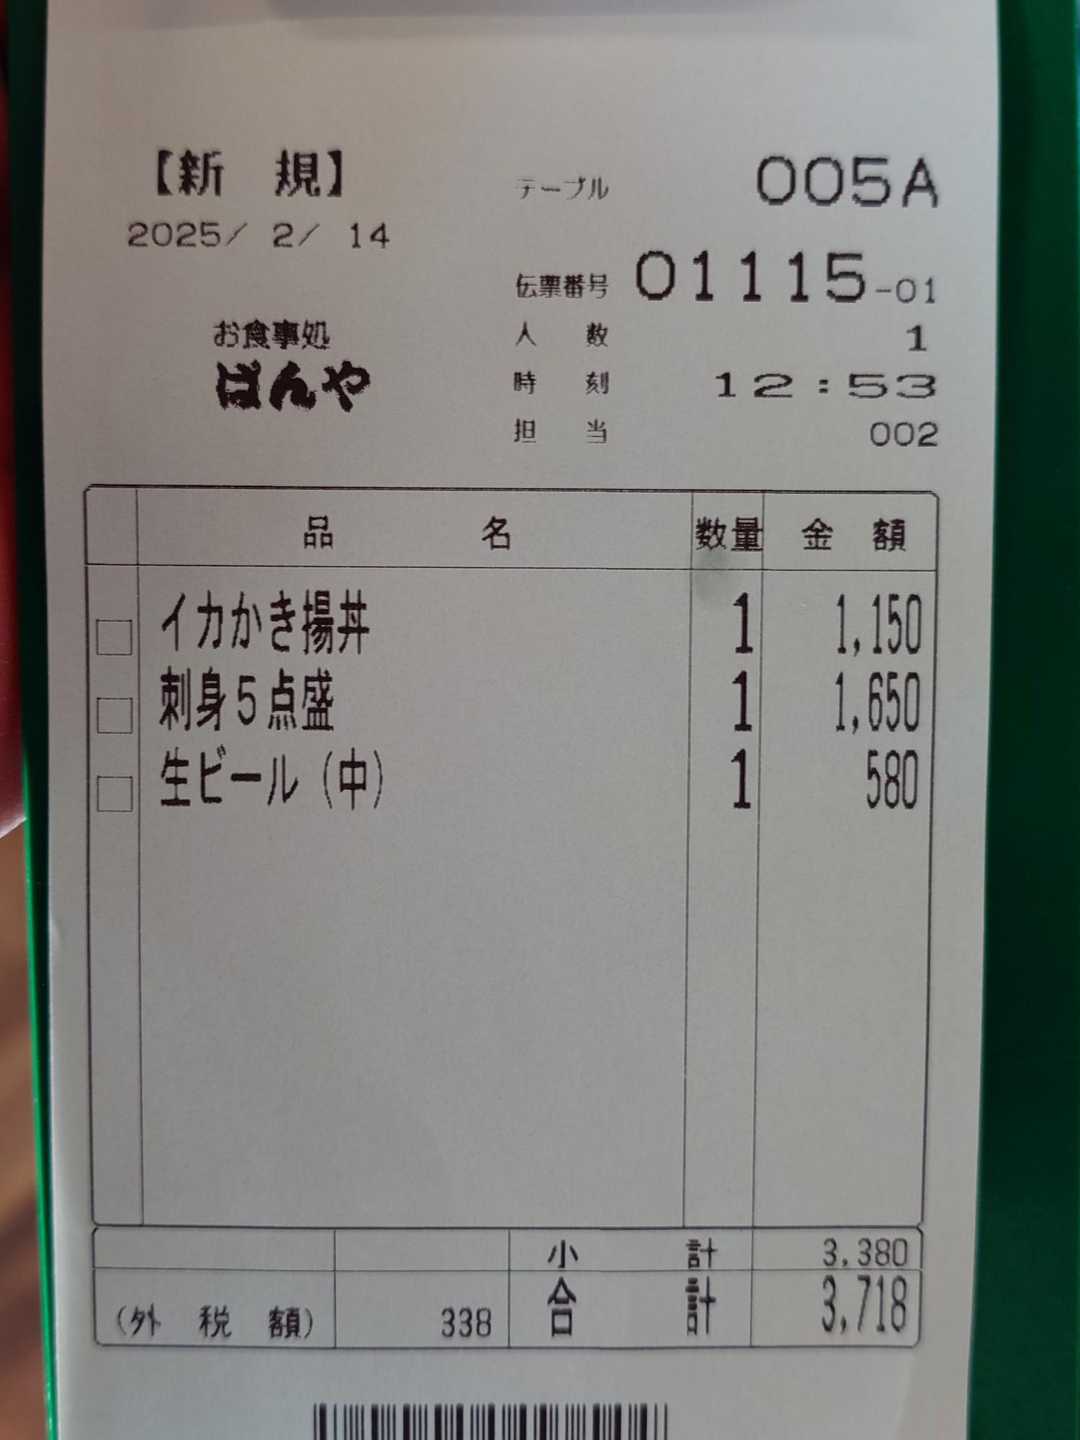 【新　規】
テーブル 005A
2025/ 2/ 14
伝票番号 01115-01
お食事処
ばんや
人　数 1
時　刻 12:53
担　当 002
品　名 数量 金　額
イカかき揚丼 1 1,150
刺身5点盛 1 1,650
生ビール(中) 1 580
小　計 3,380
(外　税　額) 338 合　計 3,718